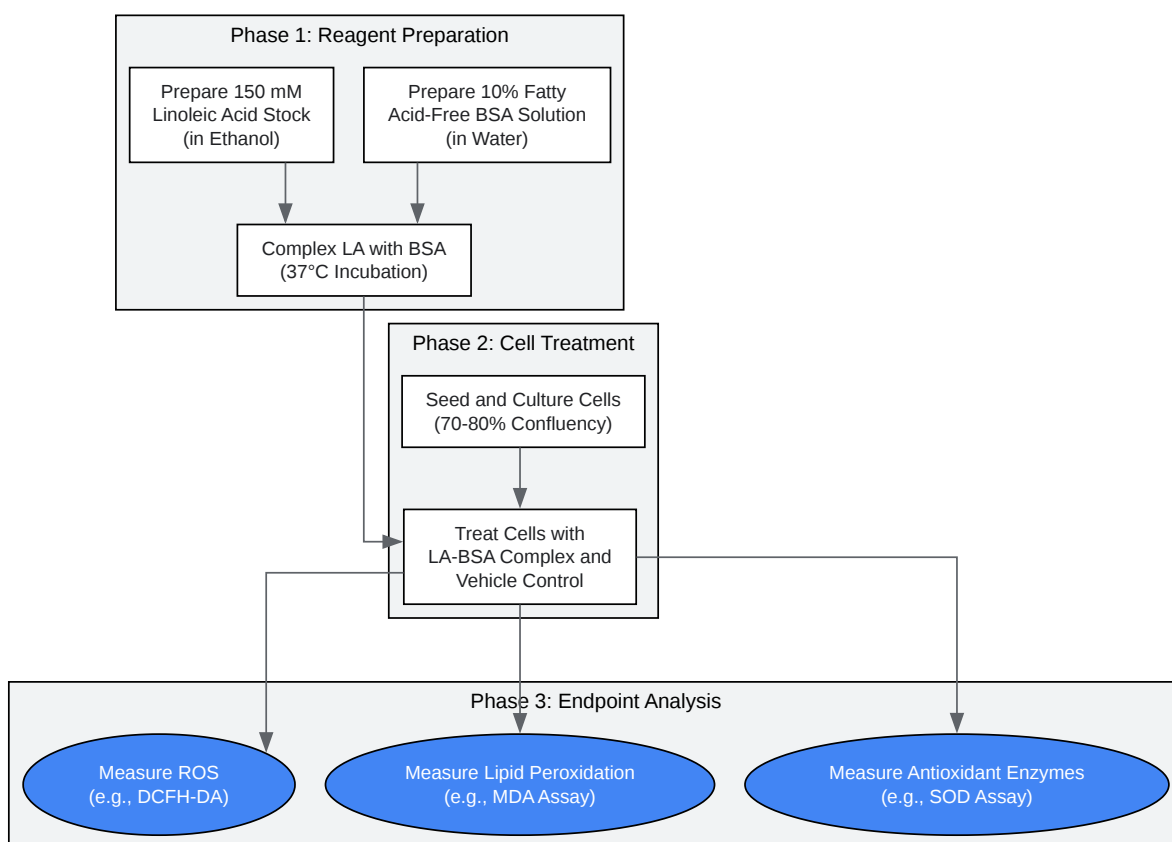 Phase 1: Reagent Preparation
Prepare 150 mM
Linoleic Acid Stock
(in Ethanol)
Prepare 10% Fatty
Acid-Free BSA Solution
(in Water)
Complex LA with BSA
(37°C Incubation)
Phase 2: Cell Treatment
Seed and Culture Cells
(70-80% Confluency)
Treat Cells with
LA-BSA Complex and
Vehicle Control
Phase 3: Endpoint Analysis
Measure ROS
(e.g., DCFH-DA)
Measure Lipid Peroxidation
(e.g., MDA Assay)
Measure Antioxidant Enzymes
(e.g., SOD Assay)